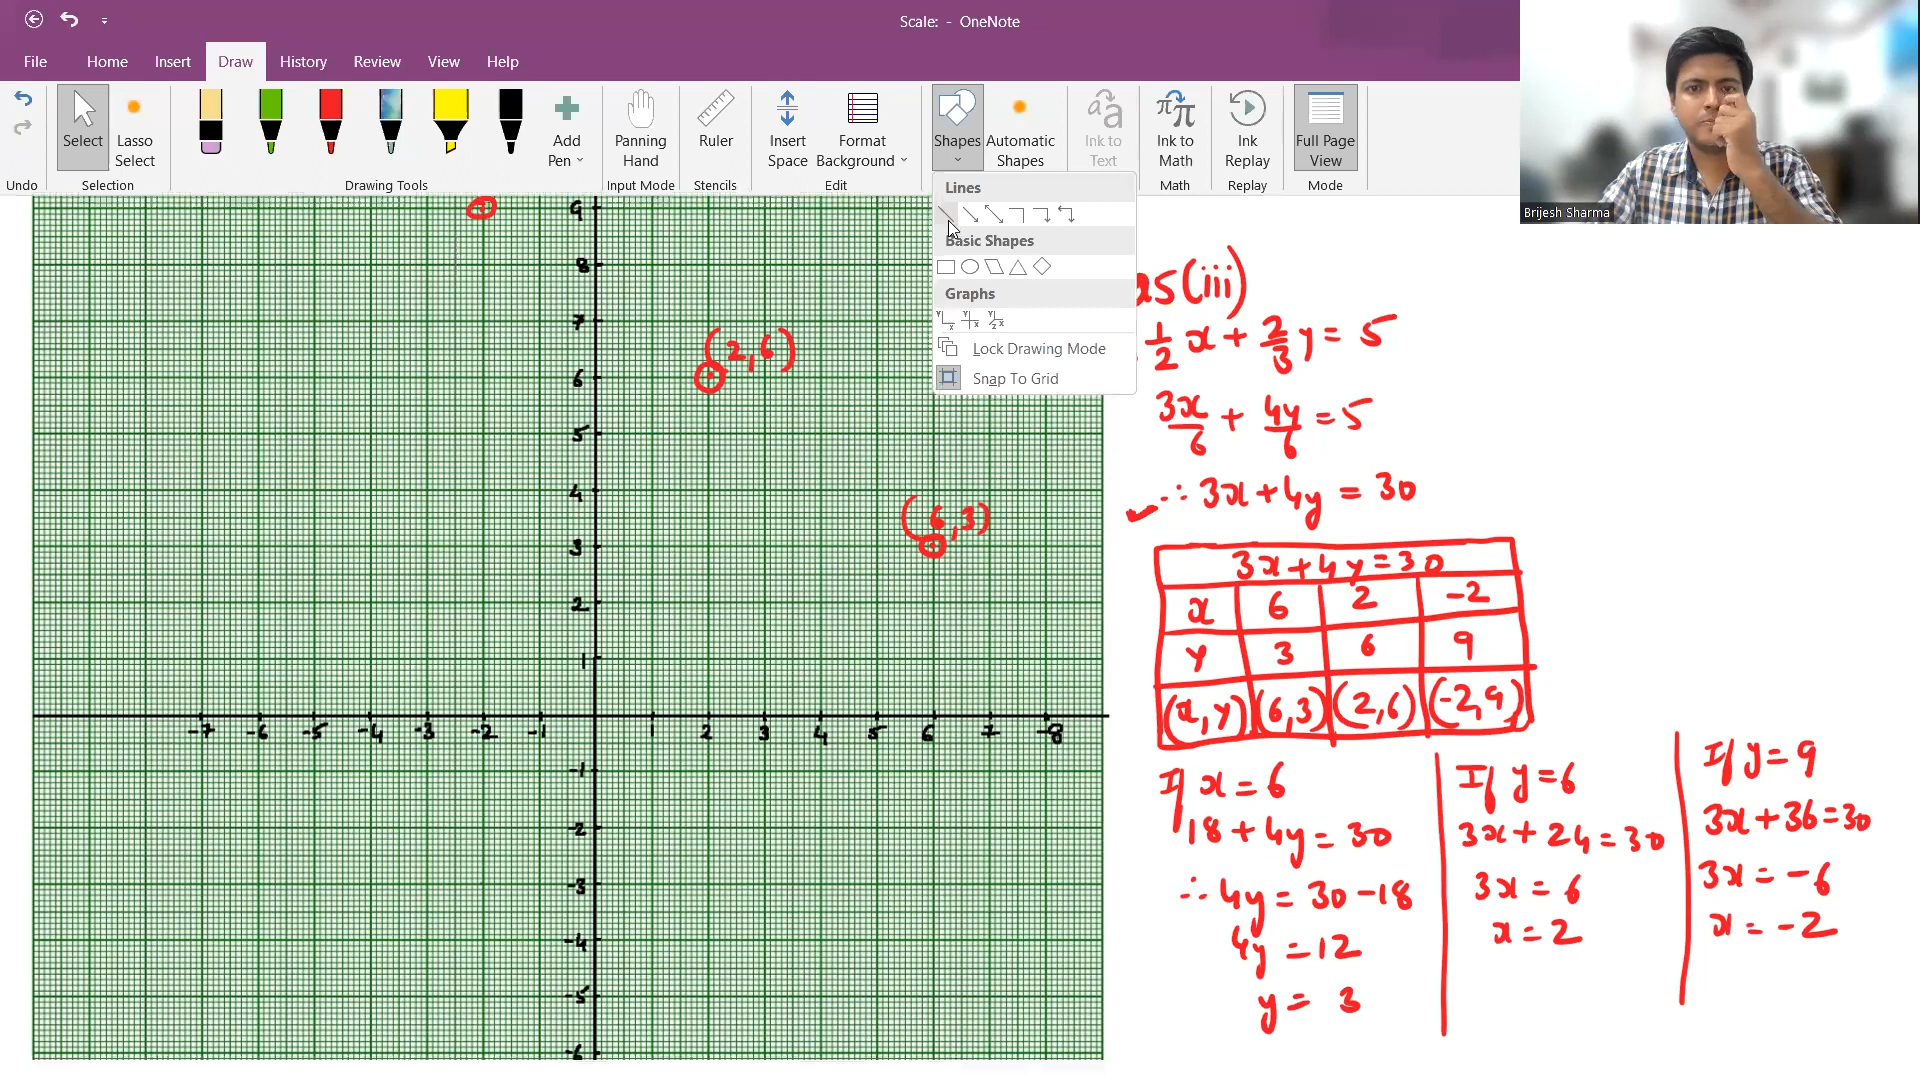 Scale: - OneNote
File Home Insert Draw History Review View Help
Select
Lasso Select
Add Pen
Panning Hand
Ruler
Insert Space
Format Background
Shapes
Automatic Shapes
Ink to Text
Ink to Math
Ink Replay
Full Page View
Undo Selection Drawing Tools Input Mode Stencils Edit Math Replay Mode
Lines
Basic Shapes
Graphs
Lock Drawing Mode
Snap To Grid
Brijesh Sharma
9
8
7
6
5
4
3
2
1
-7 -6 -5 -4 -3 -2 -1 1 2 3 4 5 6 7 -8
-1
-2
-3
-4
-5
-6
(2,6)
(6,3)
5(iii)
1/2 x + 2/3 y = 5
3x/6 + 4y/6 = 5
∴ 3x+4y = 30
3x+4y=30
x 6 2 -2
y 3 6 9
(x,y) (6,3) (2,6) (-2,9)
If x = 6
18 + 4y = 30
∴ 4y = 30 - 18
4y = 12
y = 3
If y = 6
3x + 24 = 30
3x = 6
x = 2
If y = 9
3x + 36 = 30
3x = -6
x = -2